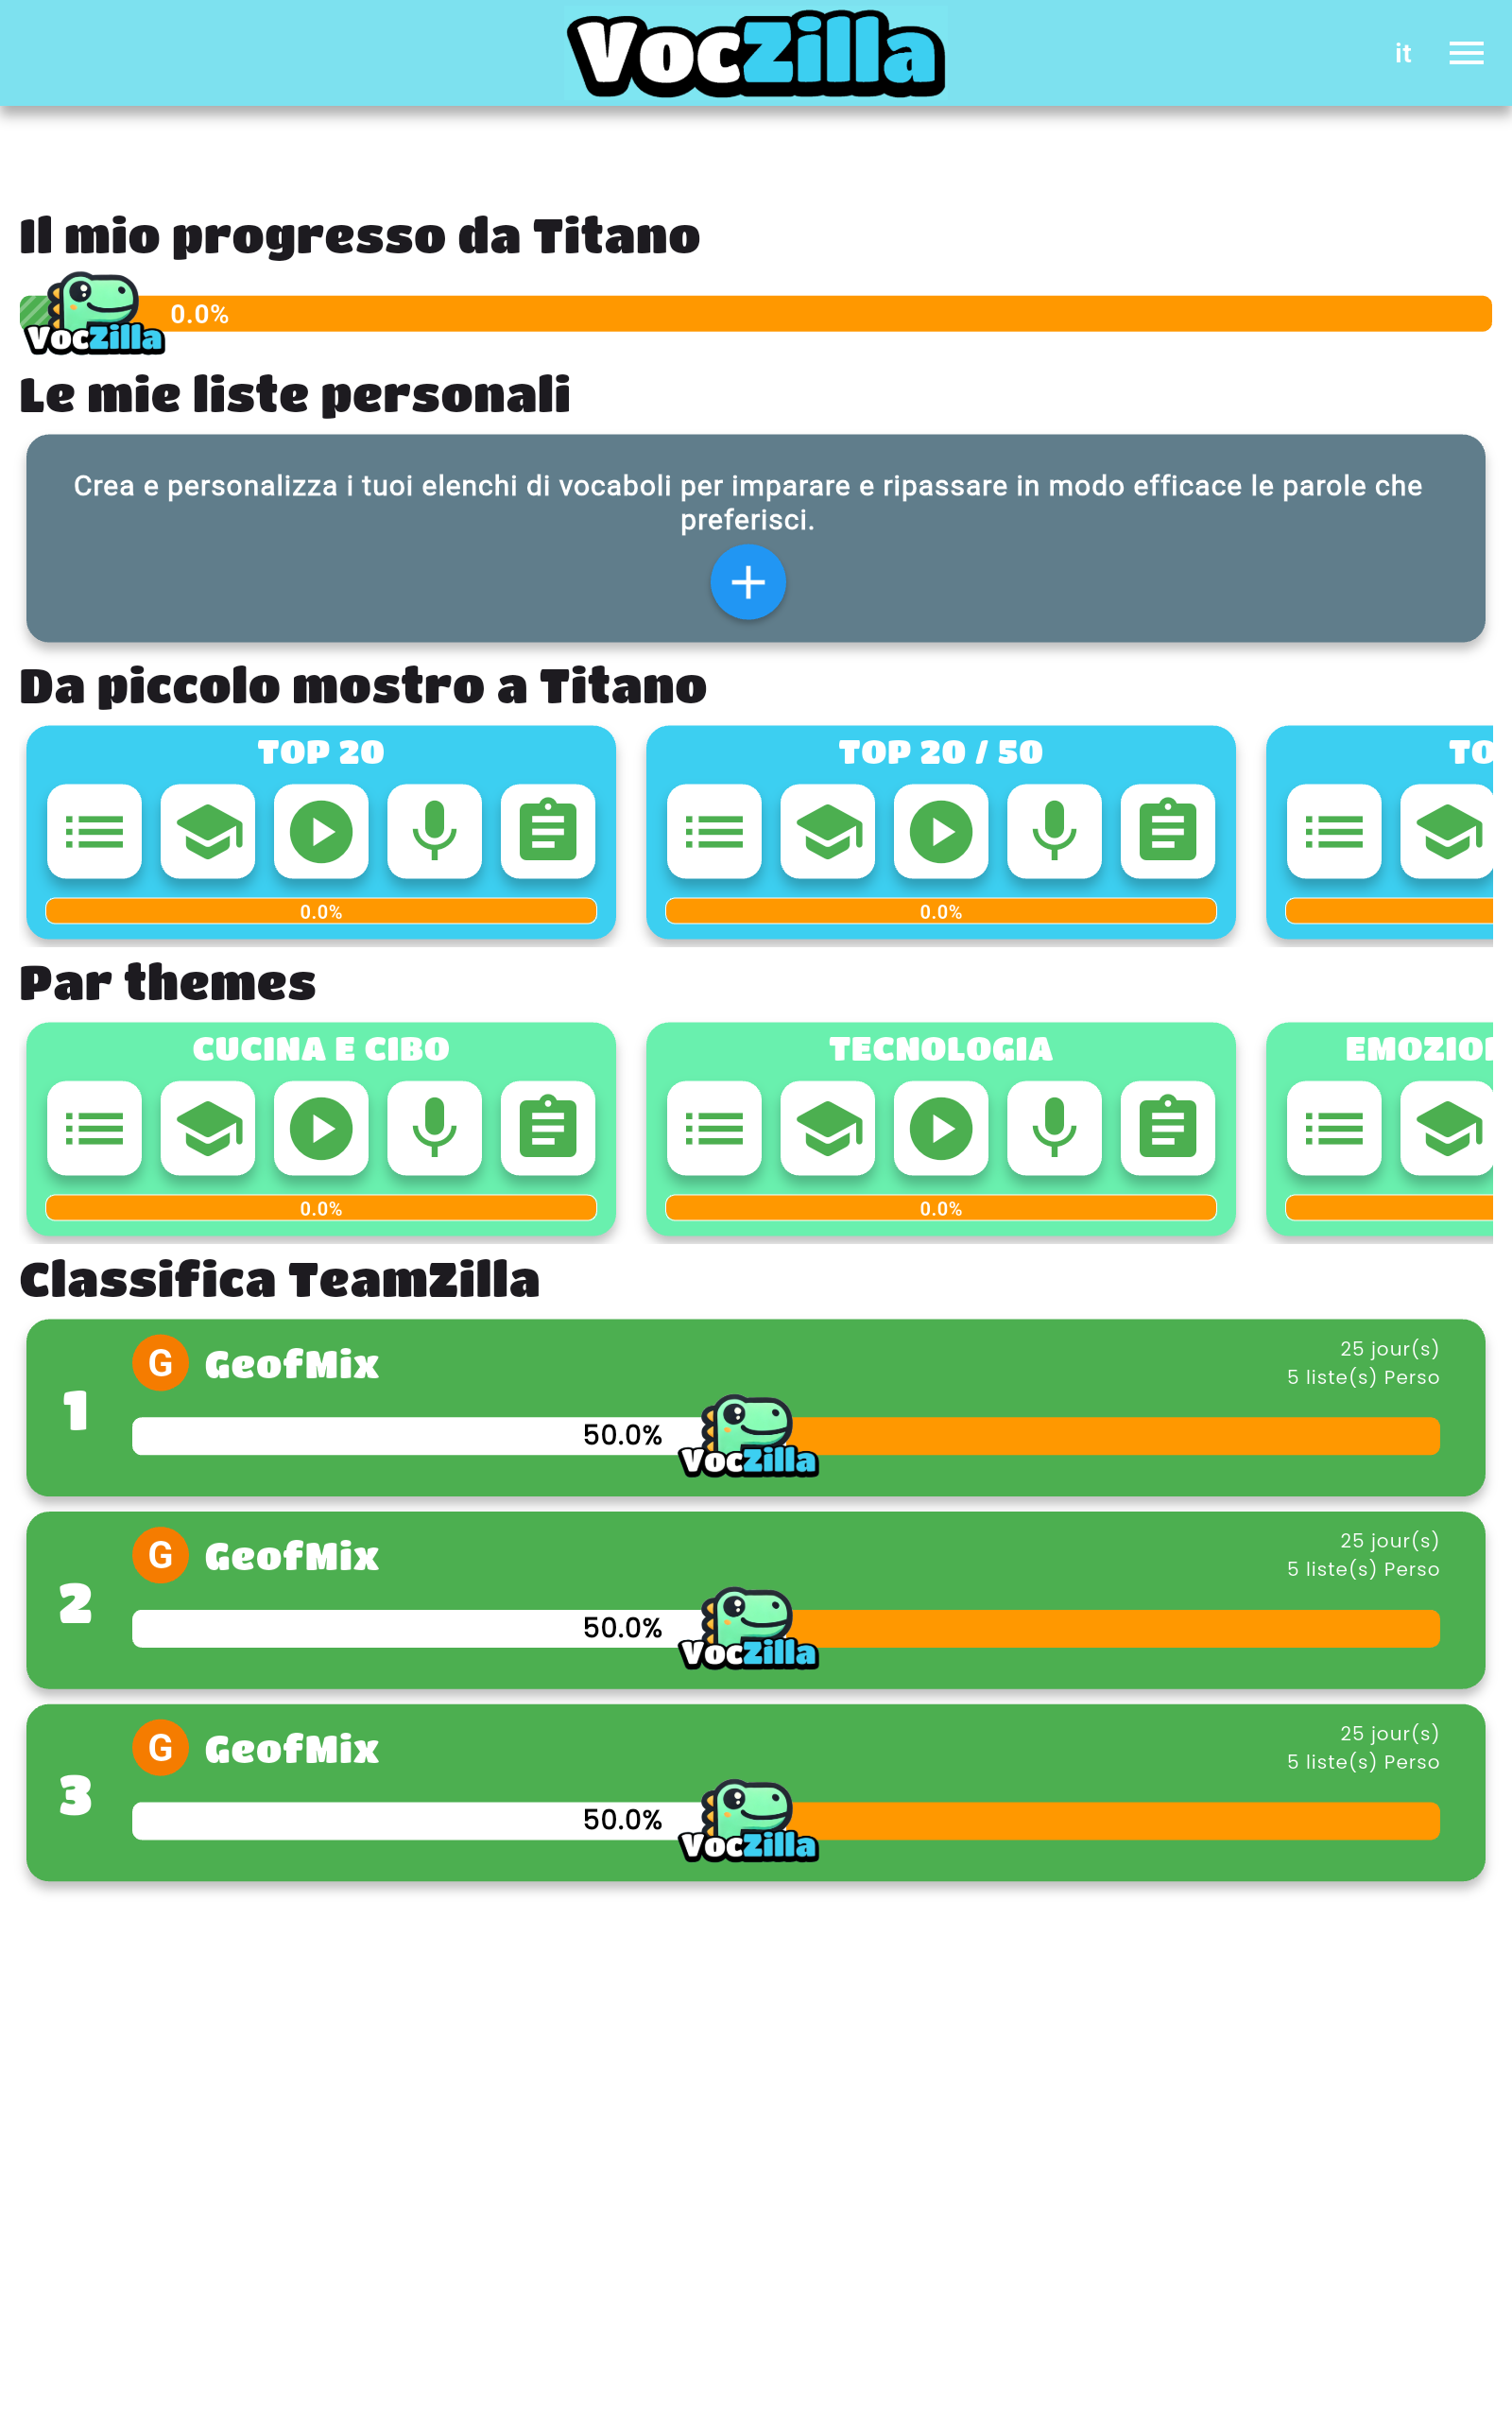 VocZilla
it
Il mio progresso da Titano
VocZilla
0.0%
Le mie liste personali
Crea e personalizza i tuoi elenchi di vocaboli per imparare e ripassare in modo efficace le parole che
preferisci.
Da piccolo mostro a Titano
TOP 20
TOP 20 / 50
TO
0.0%
0.0%
Par themes
CUCINA E CIBO
TECNOLOGIA
EMOZIO
0.0%
0.0%
Classifica TeamZilla
1
G
GeofMix
25 jour(s)
5 liste(s) Perso
50.0%
VocZilla
2
G
GeofMix
25 jour(s)
5 liste(s) Perso
50.0%
VocZilla
3
G
GeofMix
25 jour(s)
5 liste(s) Perso
50.0%
VocZilla